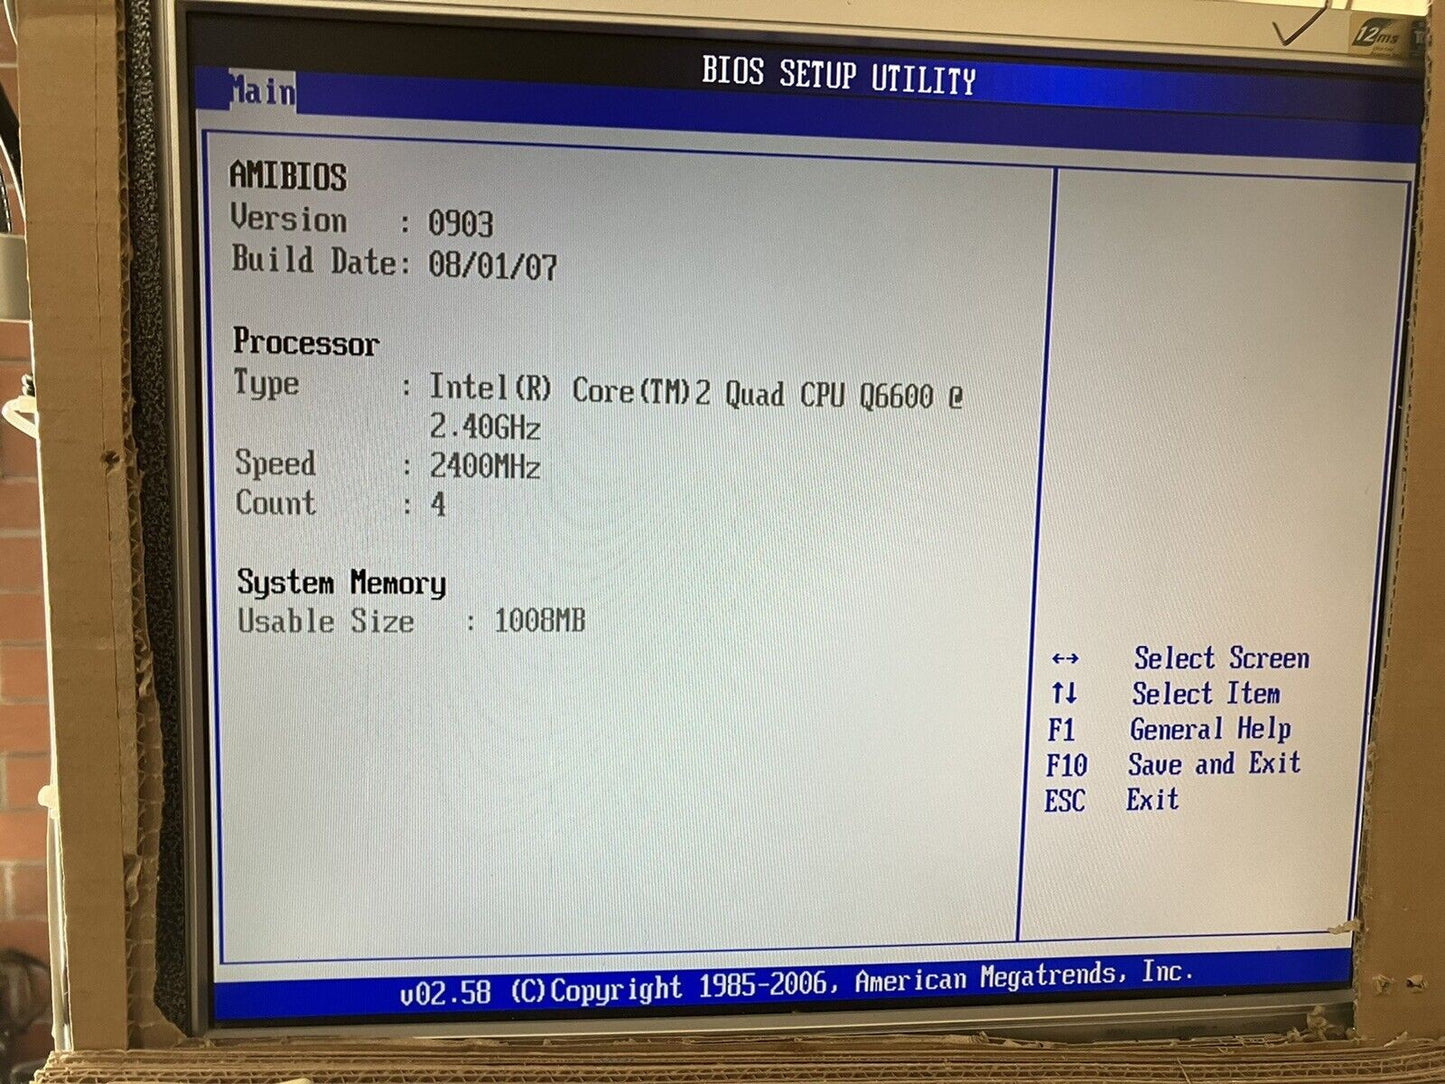 12ms
BIOS SETUP UTILITY
Main
AMIBIOS
Version : 0903
Build Date: 08/01/07
Processor
Type : Intel(R) Core(TM)2 Quad CPU Q6600 @
2.40GHz
Speed : 2400MHz
Count : 4
System Memory
Usable Size : 1008MB
↔ Select Screen
↑↓ Select Item
F1 General Help
F10 Save and Exit
ESC Exit
v02.58 (C)Copyright 1985-2006, American Megatrends, Inc.